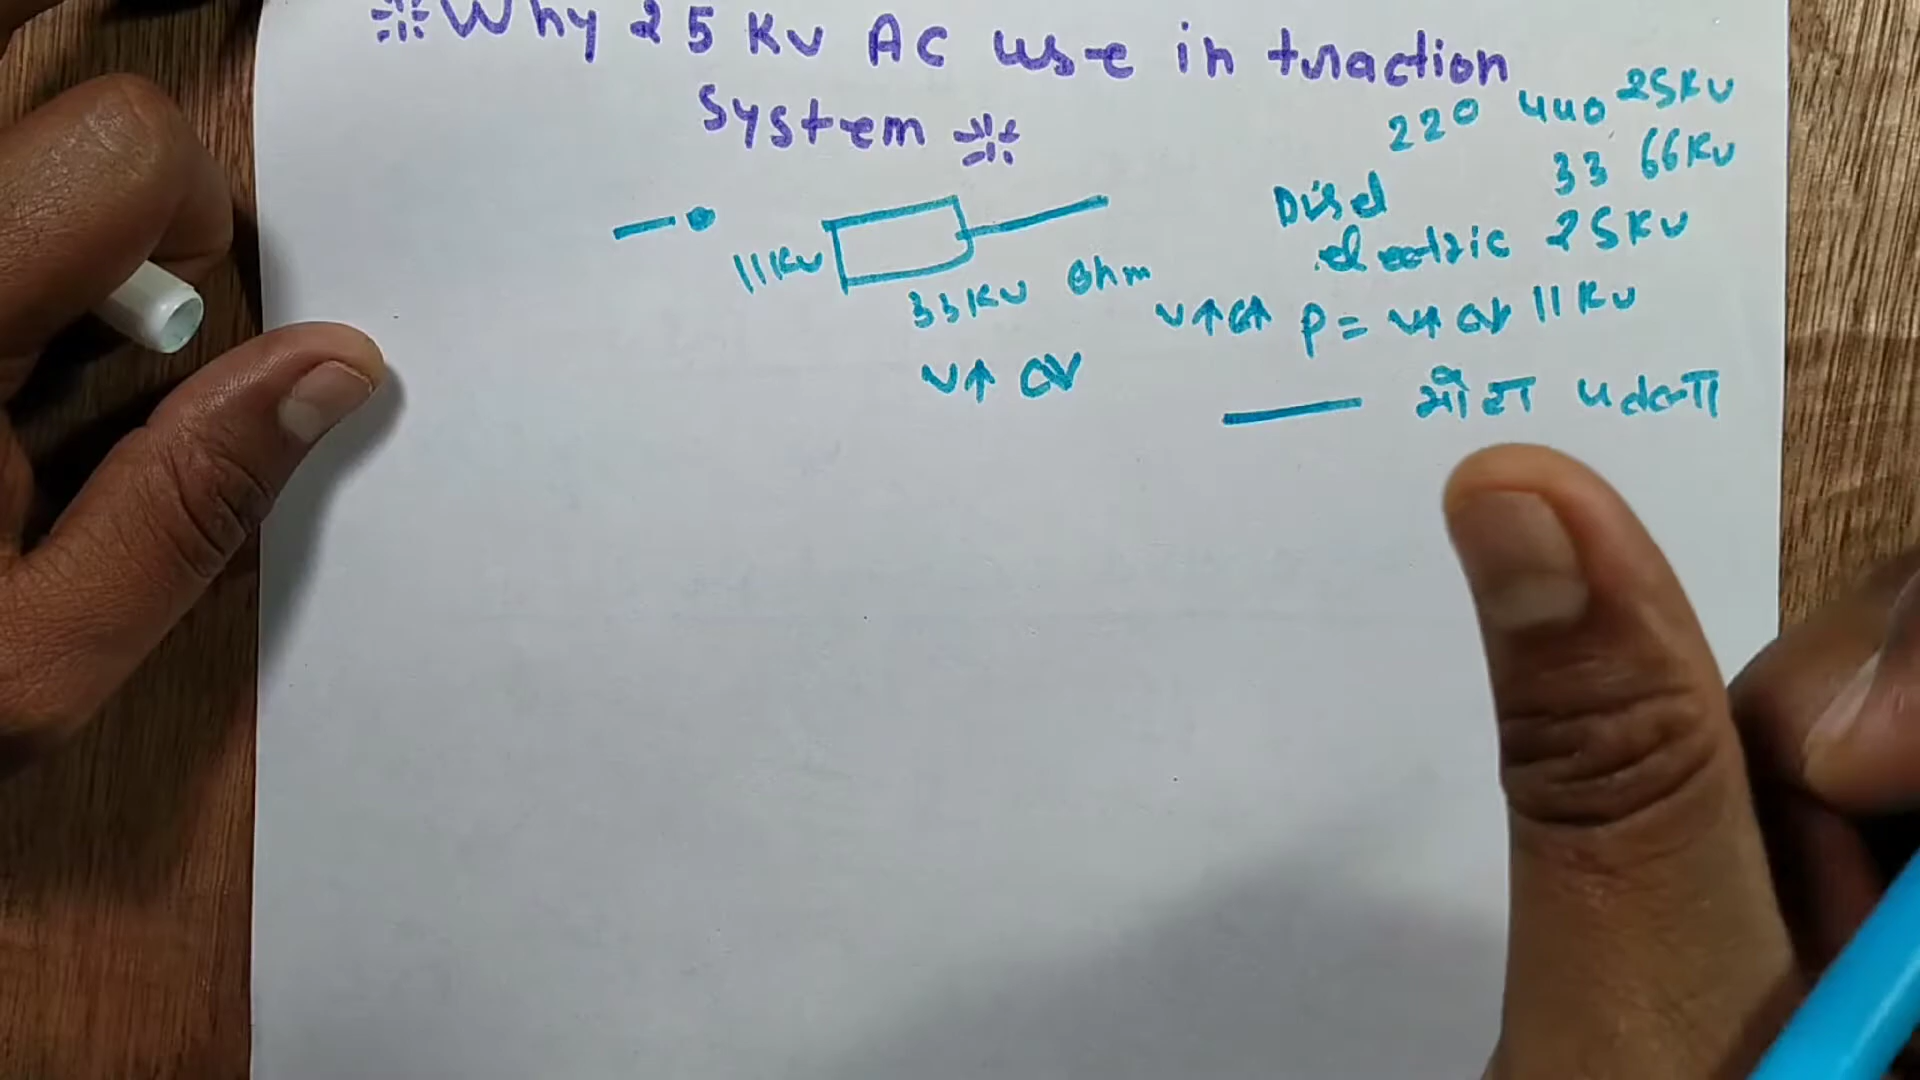 Why 25 Kv AC use in traction
System
220 440 25Kv
33 66Kv
Disel
electric 25Kv
11Kv
33Kv ohm
V↑C↑ P = V↑ C↓ 11Kv
V↑ C↓
मोटा पतला